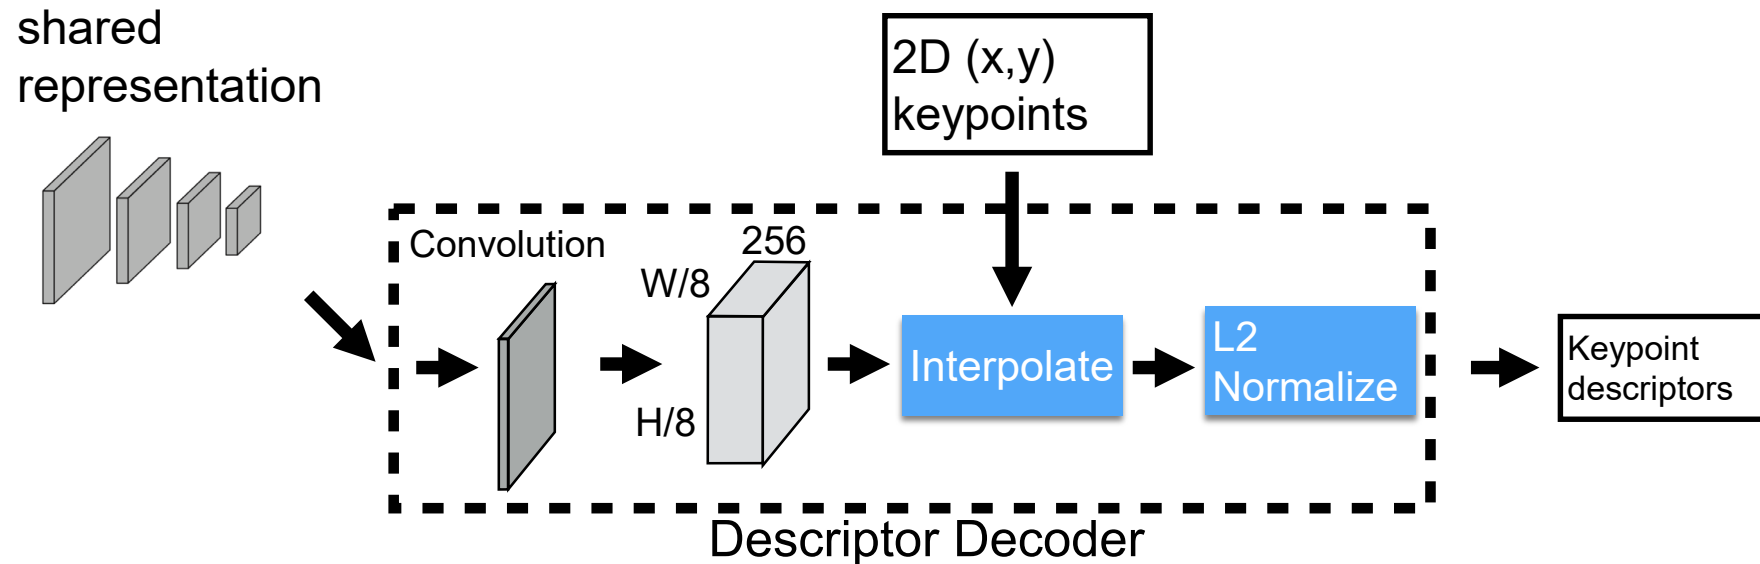 shared
representation
2D (x,y)
keypoints
Convolution
256
W/8
H/8
Interpolate
L2
Normalize
Keypoint
descriptors
Descriptor Decoder